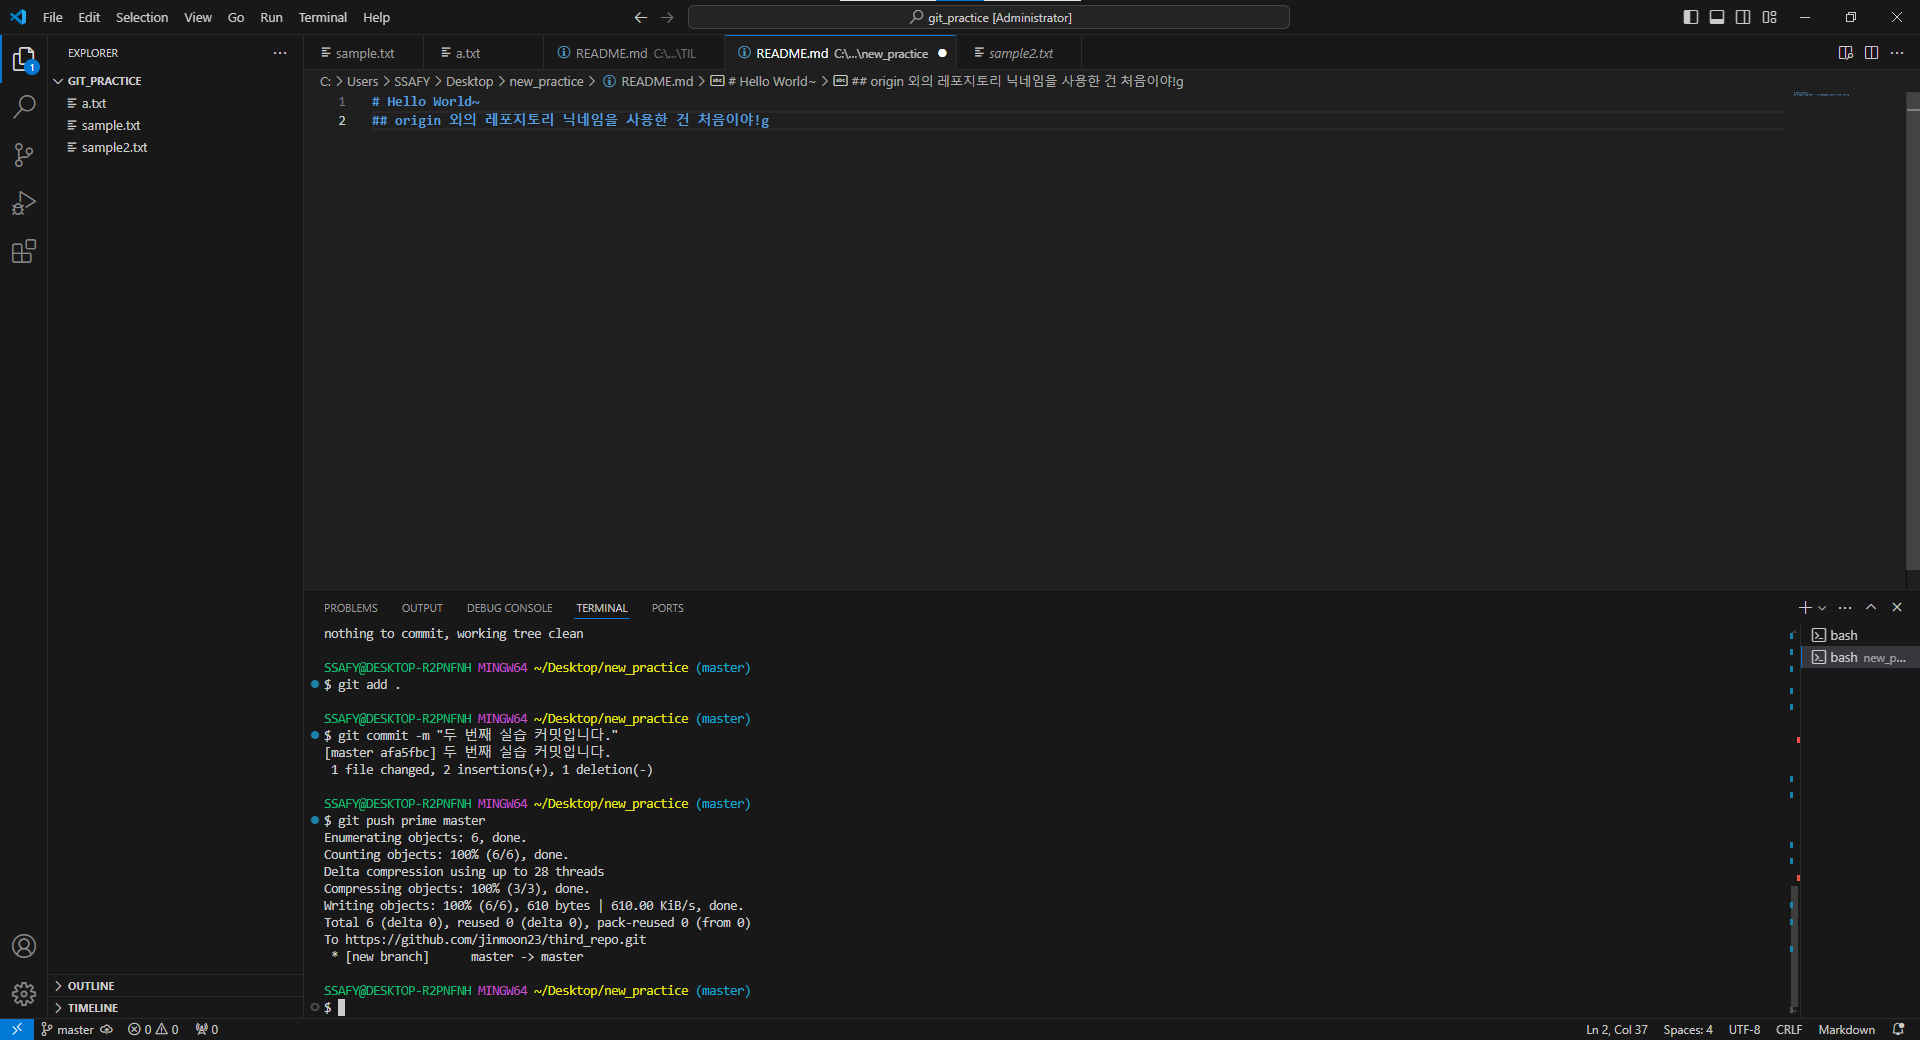 File Edit Selection View Go Run Terminal Help
git_practice [Administrator]
EXPLORER
GIT_PRACTICE
a.txt
sample.txt
sample2.txt
OUTLINE
TIMELINE
1
sample.txt a.txt README.md C:\...\TIL README.md C:\...\new_practice sample2.txt
C: > Users > SSAFY > Desktop > new_practice > README.md > # Hello World~ > ## origin 외의 레포지토리 닉네임을 사용한 건 처음이야!g
1 # Hello World~
2 ## origin 외의 레포지토리 닉네임을 사용한 건 처음이야!g
PROBLEMS OUTPUT DEBUG CONSOLE TERMINAL PORTS
nothing to commit, working tree clean
SSAFY@DESKTOP-R2PNFNH MINGW64 ~/Desktop/new_practice (master)
$ git add .
SSAFY@DESKTOP-R2PNFNH MINGW64 ~/Desktop/new_practice (master)
$ git commit -m "두 번째 실습 커밋입니다."
[master afa5fbc] 두 번째 실습 커밋입니다.
1 file changed, 2 insertions(+), 1 deletion(-)
SSAFY@DESKTOP-R2PNFNH MINGW64 ~/Desktop/new_practice (master)
$ git push prime master
Enumerating objects: 6, done.
Counting objects: 100% (6/6), done.
Delta compression using up to 28 threads
Compressing objects: 100% (3/3), done.
Writing objects: 100% (6/6), 610 bytes | 610.00 KiB/s, done.
Total 6 (delta 0), reused 0 (delta 0), pack-reused 0 (from 0)
To https://github.com/jinmoon23/third_repo.git
* [new branch]      master -> master
SSAFY@DESKTOP-R2PNFNH MINGW64 ~/Desktop/new_practice (master)
$
bash
bash new_p...
master 0 0 0
Ln 2, Col 37 Spaces: 4 UTF-8 CRLF Markdown